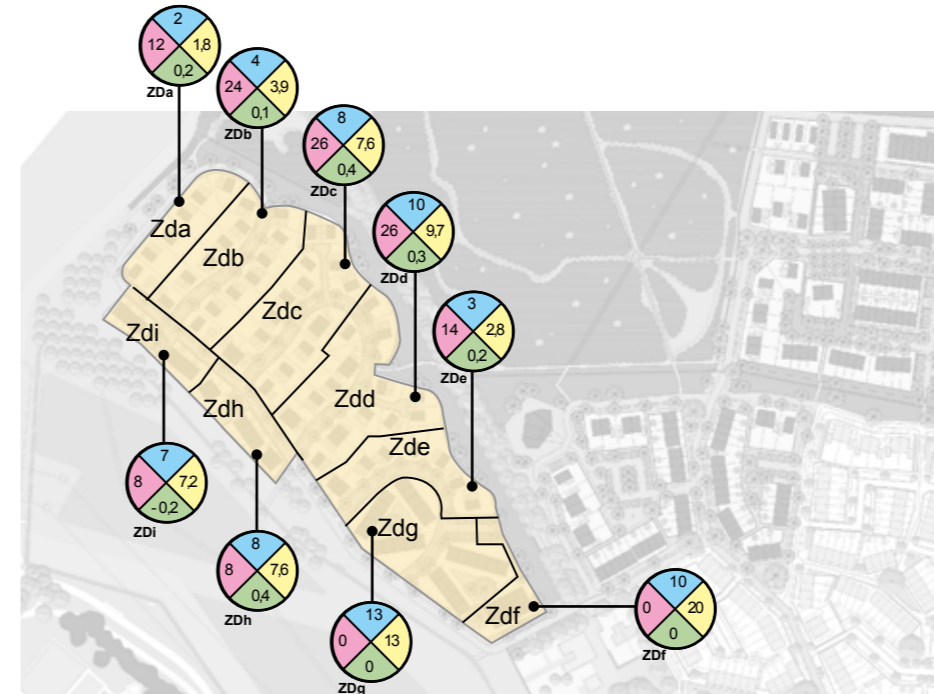 2
12 1,8
0,2
ZDa
4
24 3,9
0,1
ZDb
8
26 7,6
0,4
ZDc
10
26 9,7
0,3
ZDd
3
14 2,8
0,2
ZDe
Zda
Zdb
Zdc
Zdi
Zdh
Zdd
Zde
Zdg
Zdf
7
8 7,2
- 0,2
ZDi
8
8 7,6
0,4
ZDh
13
0 13
0
ZDg
10
0 20
0
ZDf